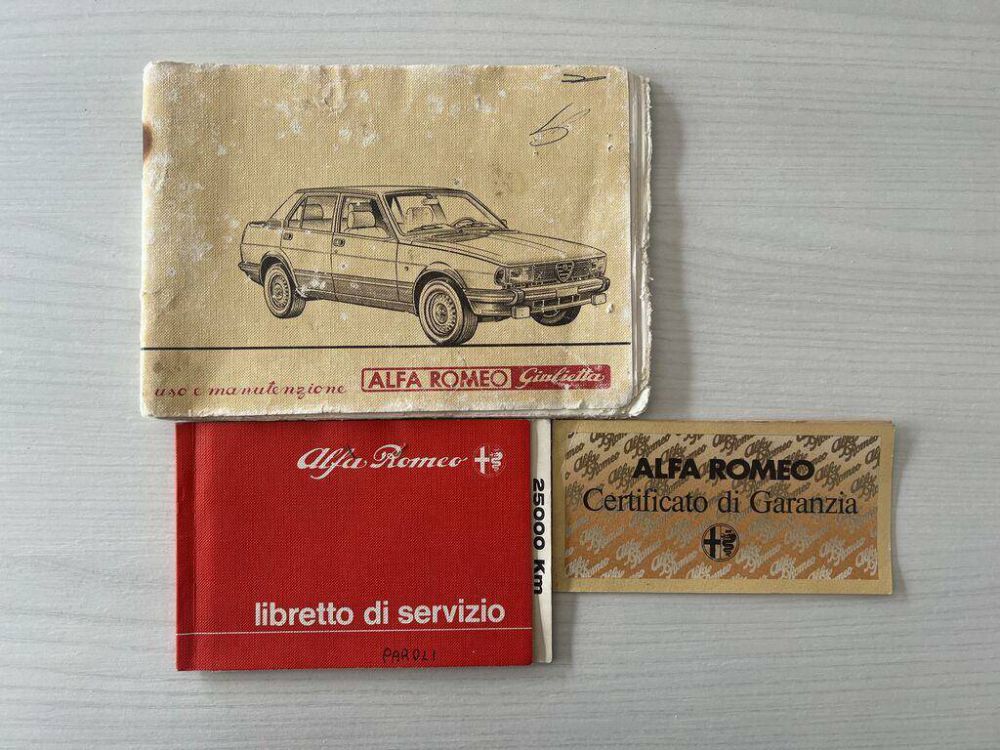 uso e manutenzione ALFA ROMEO Giulietta
Alfa Romeo
25000 Km
libretto di servizio
PAROLI
ALFA ROMEO
Certificato di Garanzia